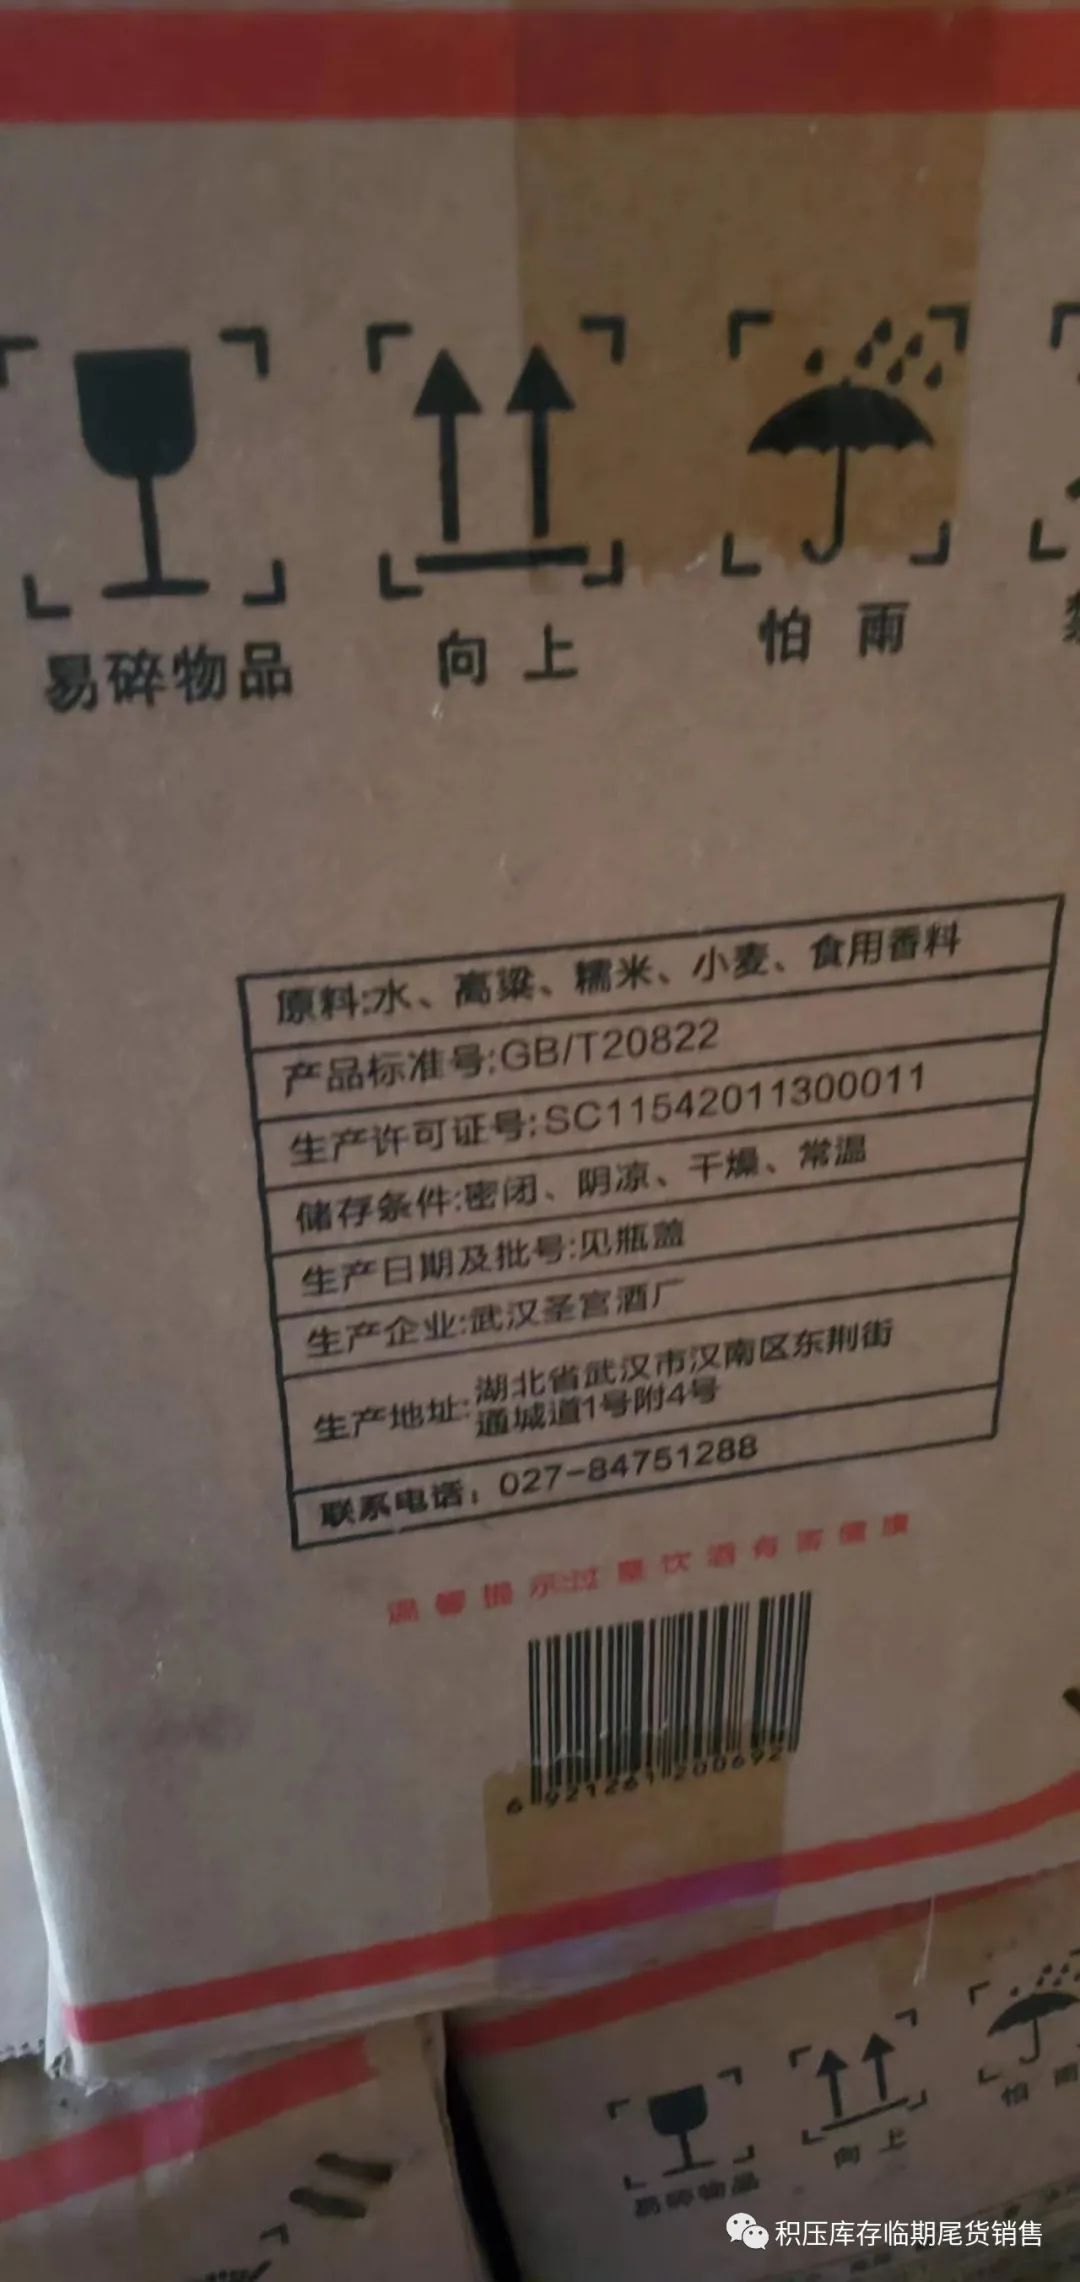 易碎物品
向上
怕雨
原料:水、高粱、糯米、小麦、食用香料
产品标准号:GB/T20822
生产许可证号:SC11542011300011
储存条件:密闭、阴凉、干燥、常温
生产日期及批号:见瓶盖
生产企业:武汉圣宫酒厂
生产地址:湖北省武汉市汉南区东荆街
通城道1号附4号
联系电话: 027-84751288
温馨提示过量饮酒有害健康
6 921261 200692
易碎物品
向上
怕雨
积压库存临期尾货销售